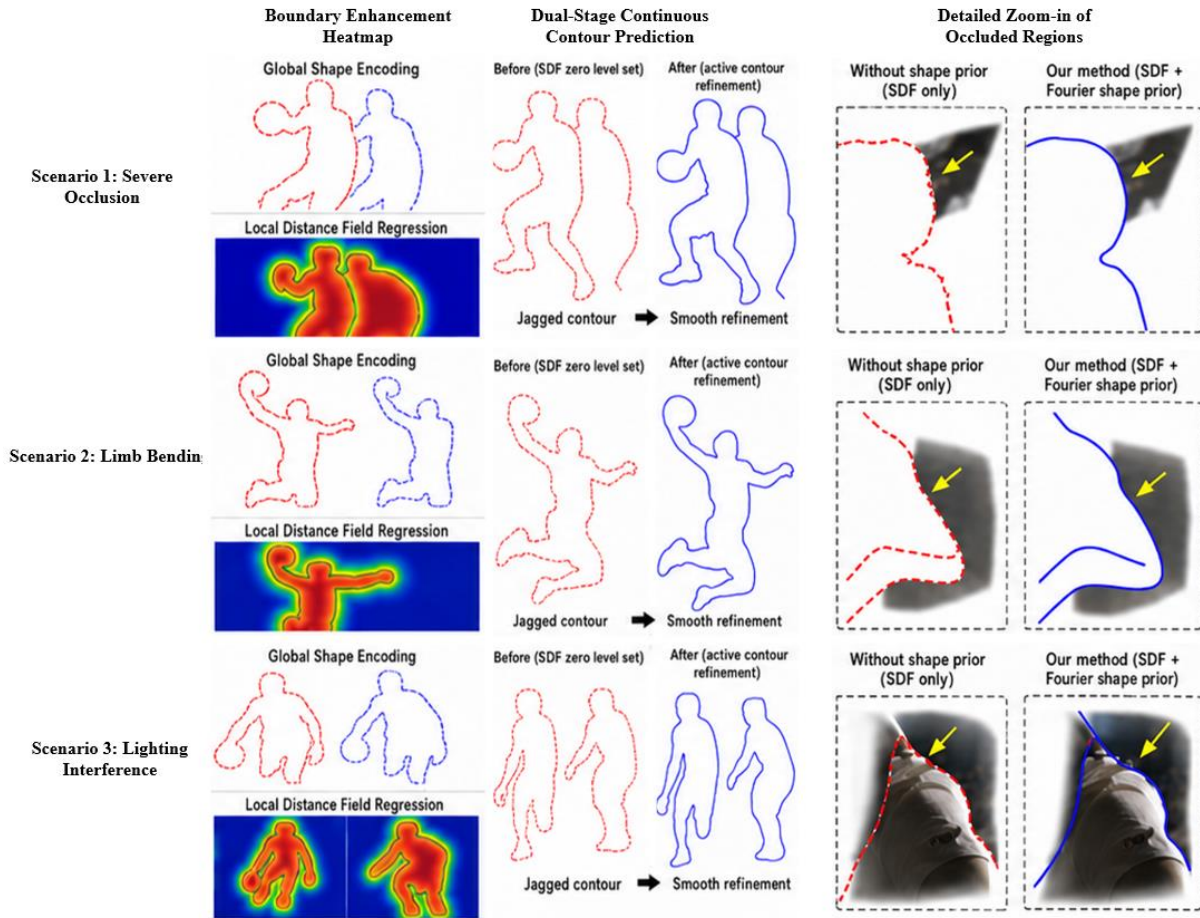 Boundary Enhancement
Heatmap
Dual-Stage Continuous
Contour Prediction
Detailed Zoom-in of
Occluded Regions
Scenario 1: Severe
Occlusion
Global Shape Encoding
Local Distance Field Regression
Before (SDF zero level set)
After (active contour
refinement)
Jagged contour
Smooth refinement
Without shape prior
(SDF only)
Our method (SDF +
Fourier shape prior)
Scenario 2: Limb Bendin
Global Shape Encoding
Local Distance Field Regression
Before (SDF zero level set)
After (active contour
refinement)
Jagged contour
Smooth refinement
Without shape prior
(SDF only)
Our method (SDF +
Fourier shape prior)
Scenario 3: Lighting
Interference
Global Shape Encoding
Local Distance Field Regression
Before (SDF zero level set)
After (active contour
refinement)
Jagged contour
Smooth refinement
Without shape prior
(SDF only)
Our method (SDF +
Fourier shape prior)